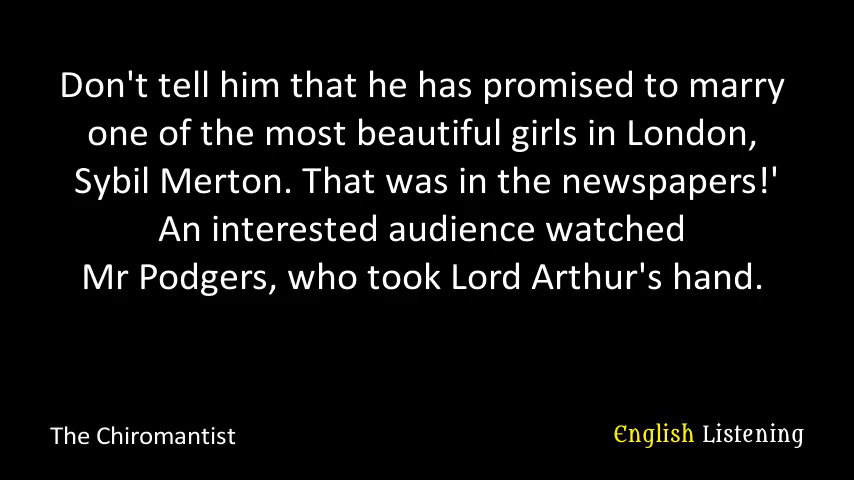 Don't tell him that he has promised to marry
one of the most beautiful girls in London,
Sybil Merton. That was in the newspapers!'
An interested audience watched
Mr Podgers, who took Lord Arthur's hand.
The Chiromantist
English Listening